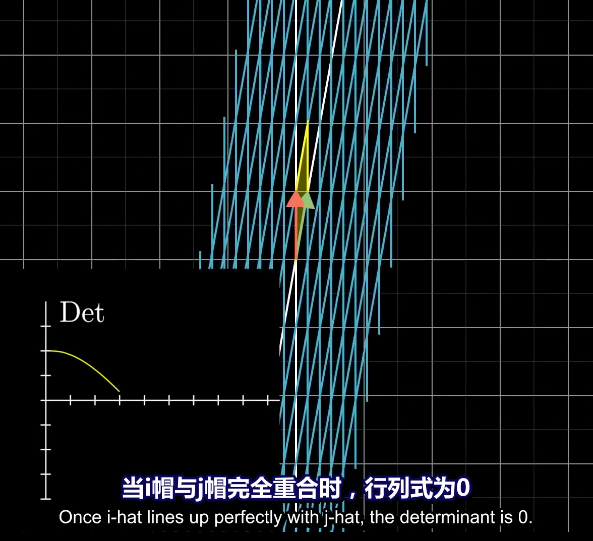 Det
当i帽与j帽完全重合时，行列式为0
Once i-hat lines up perfectly with j-hat, the determinant is 0.